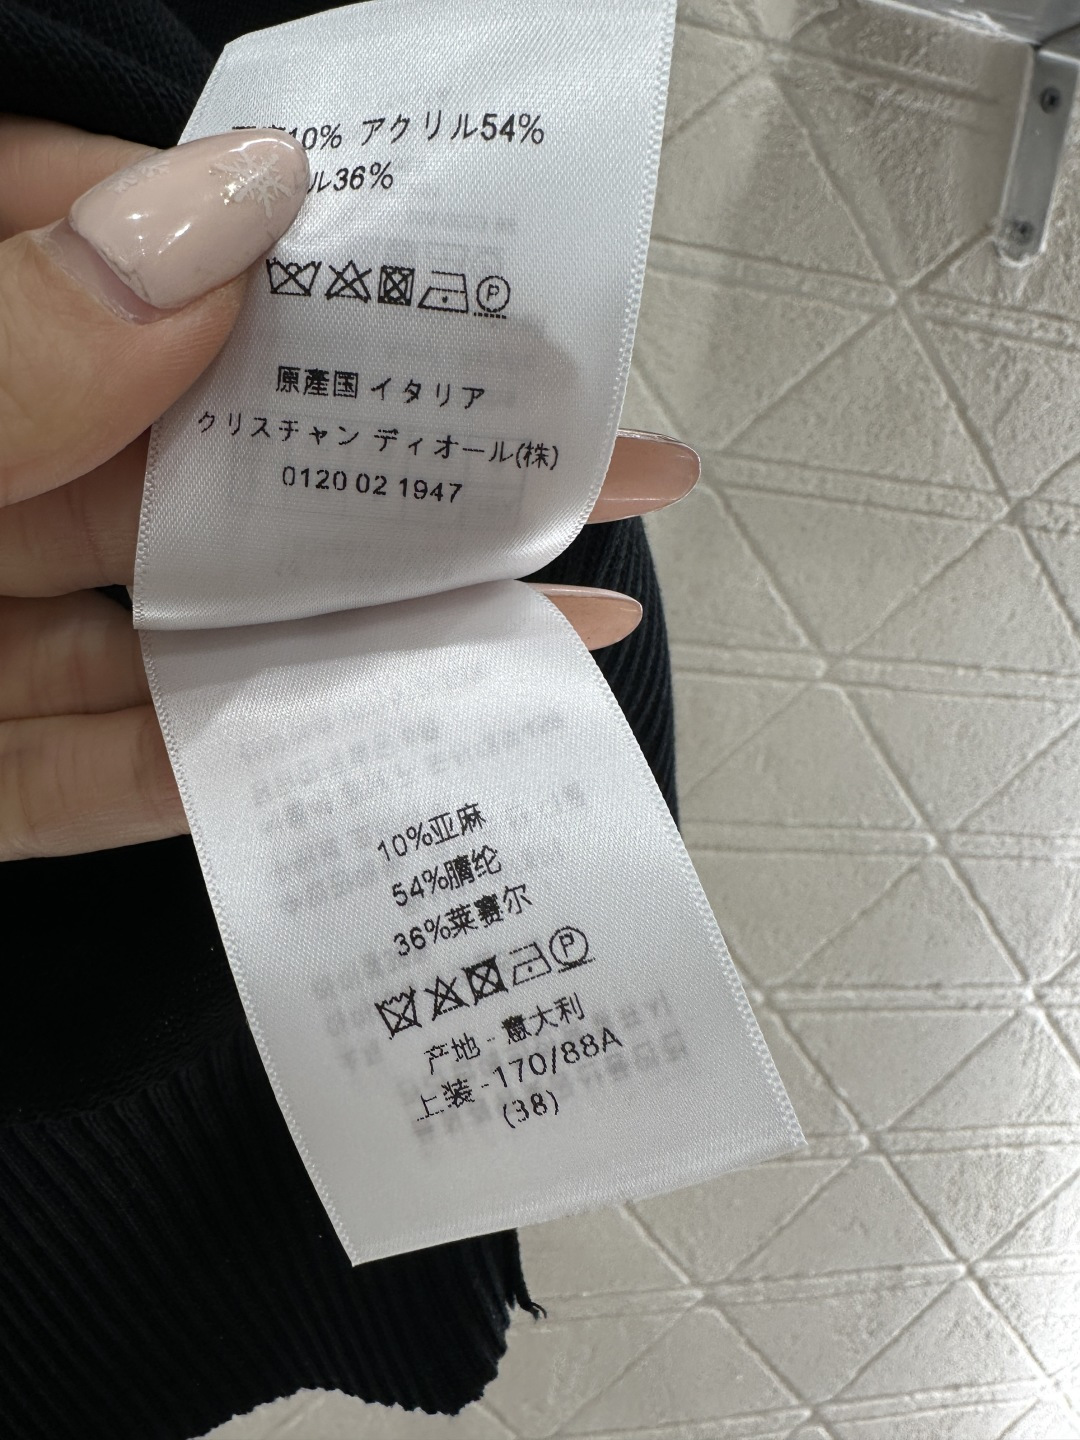 10% アクリル54%
ル36%
P
原産国 イタリア
クリスチャン ディオール(株)
0120 02 1947
10%亚麻
54%腈纶
36%莱赛尔
P
产地 - 意大利
上装 -170/88A
(38)